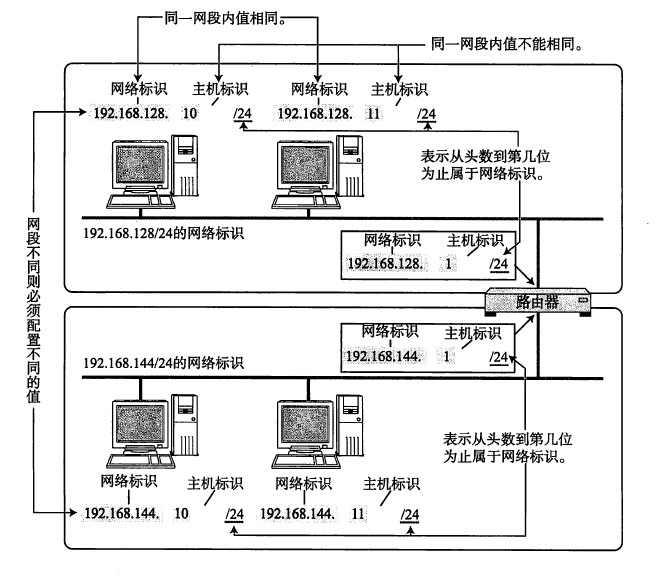 同一网段内值相同。
同一网段内值不能相同。
网络标识 主机标识 网络标识 主机标识
192.168.128. 10 /24 192.168.128. 11 /24
表示从头数到第几位
为止属于网络标识。
192.168.128/24的网络标识
网络标识 主机标识
192.168.128. 1 /24
路由器
网段不同则必须配置不同的值
网络标识 主机标识
192.168.144. 1 /24
192.168.144/24的网络标识
表示从头数到第几位
为止属于网络标识。
网络标识 主机标识 网络标识 主机标识
192.168.144. 10 /24 192.168.144. 11 /24